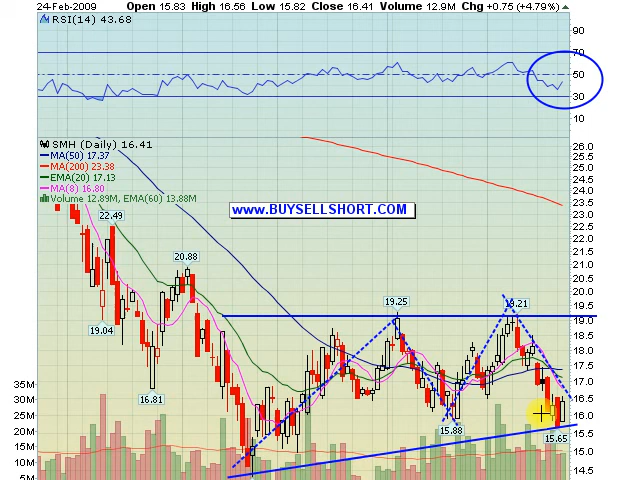 24-Feb-2009 Open 15.83 High 16.56 Low 15.82 Close 16.41 Volume 12.9M Chg +0.75 (+4.79%)
RSI(14) 43.68
90
70
50
30
10
SMH (Daily) 16.41
MA(50) 17.37
MA(200) 23.38
EMA(20) 17.13
MA(8) 16.80
Volume 12.89M, EMA(60) 13.88M
26.0
25.5
25.0
24.5
24.0
23.5
23.0
22.5
22.0
21.5
21.0
20.5
20.0
19.5
19.0
18.5
18.0
17.5
17.0
16.5
16.0
15.5
15.0
14.5
www.BUYSELLSHORT.COM
22.49
20.88
19.25
19.21
19.04
16.81
15.88
15.65
35M
30M
25M
20M
15M
10M
5M